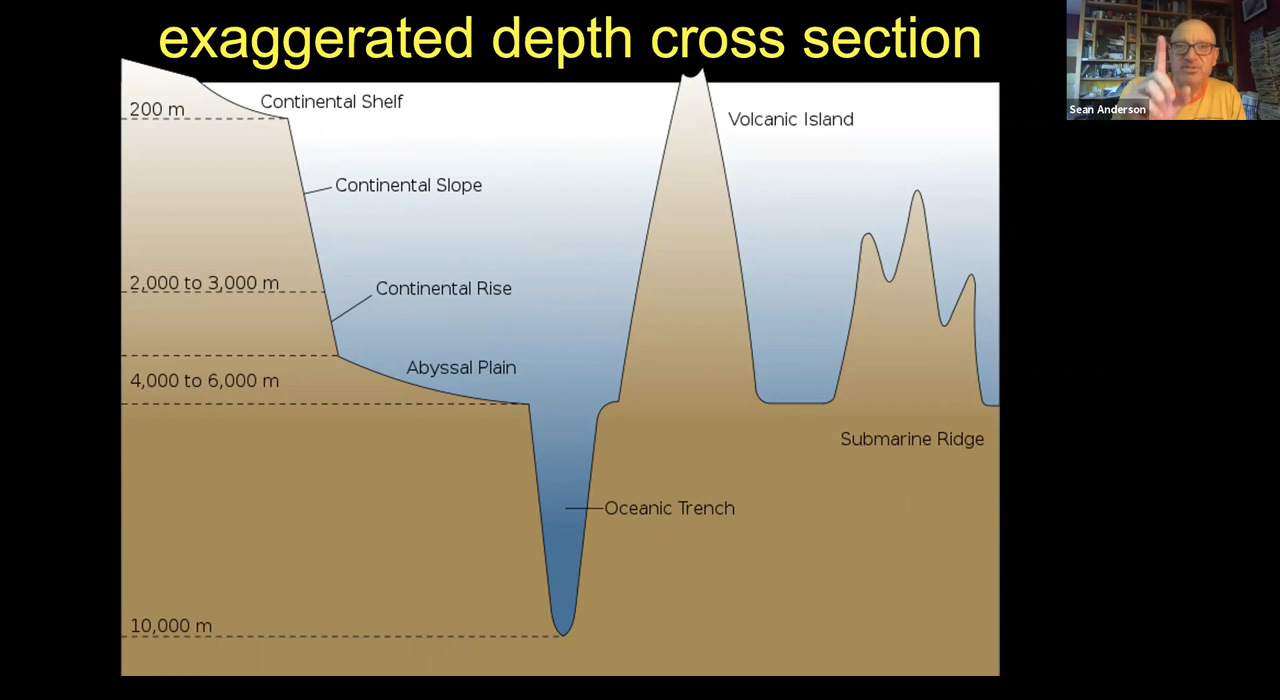 exaggerated depth cross section
Sean Anderson
200 m
Continental Shelf
Volcanic Island
Continental Slope
2,000 to 3,000 m
Continental Rise
Abyssal Plain
4,000 to 6,000 m
Submarine Ridge
Oceanic Trench
10,000 m